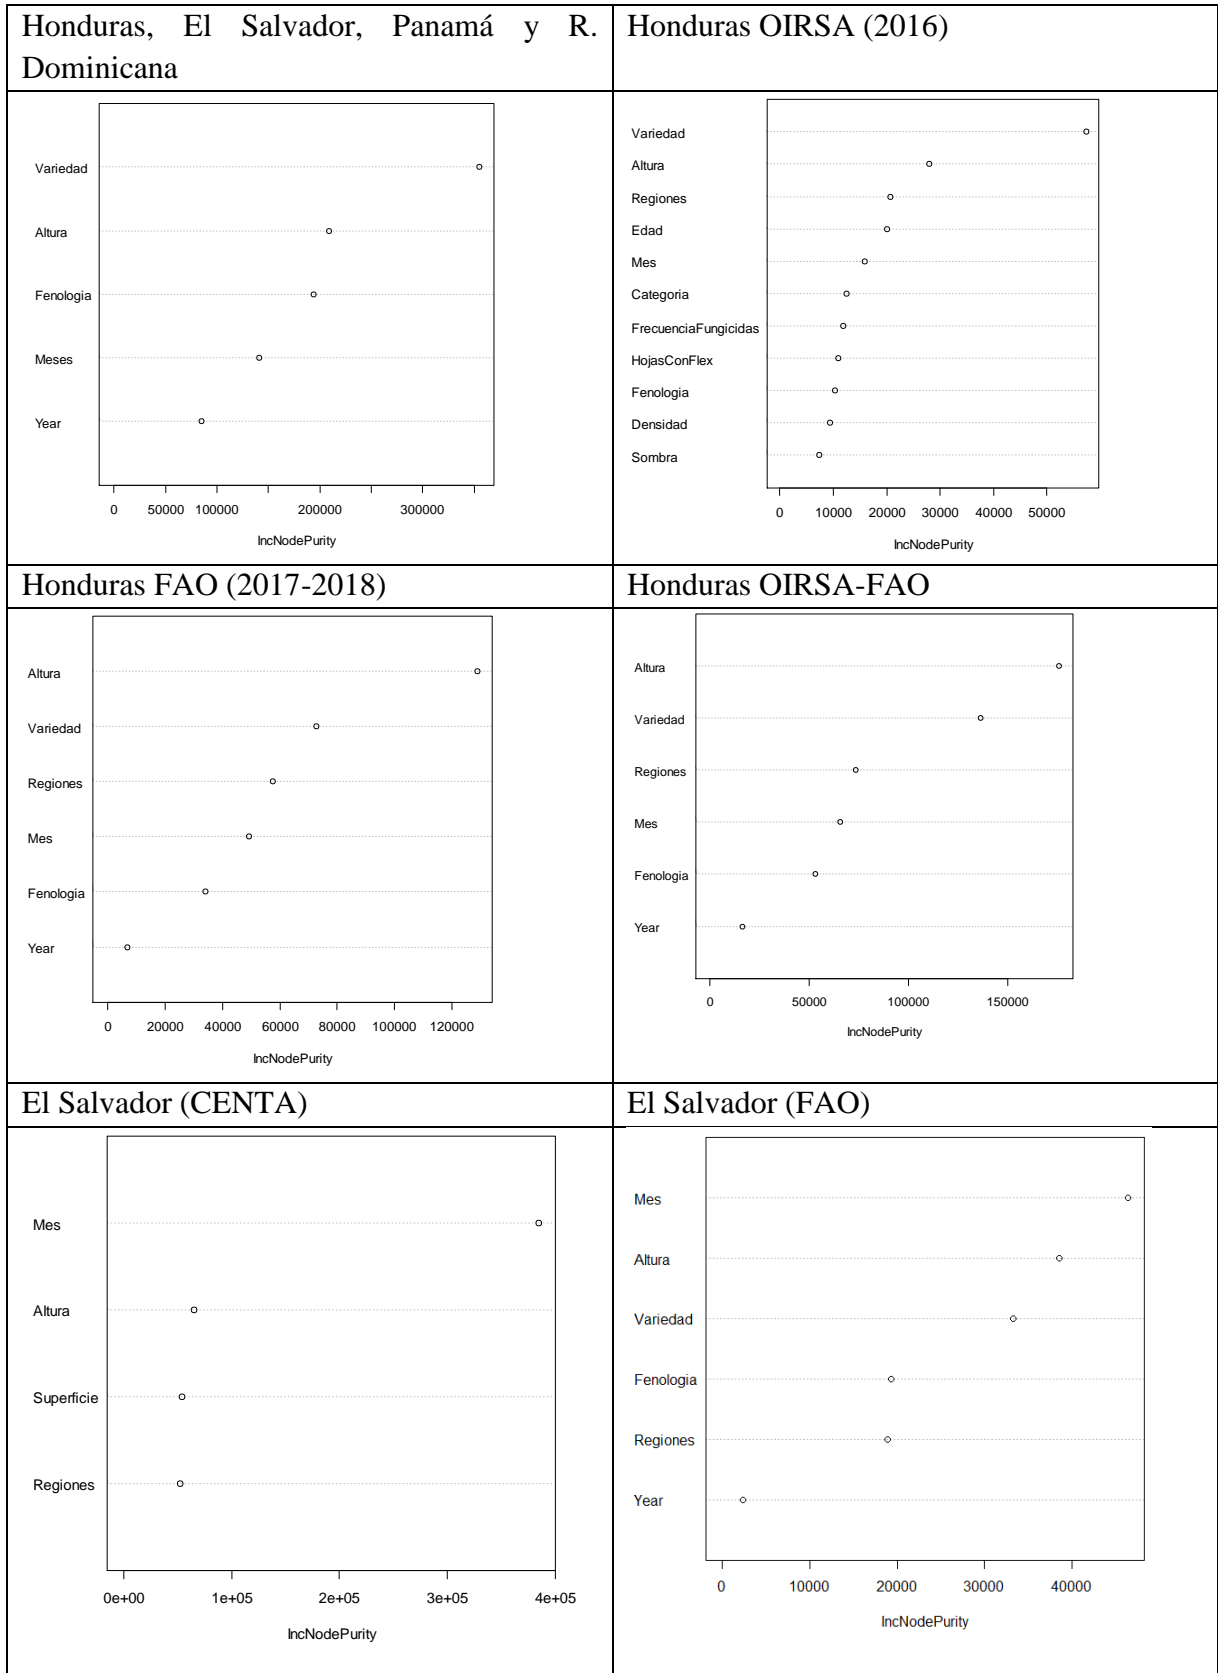 Honduras, El Salvador, Panamá y R.
Dominicana
Honduras OIRSA (2016)
Variedad
Altura
Fenologia
Meses
Year
0 50000 100000 200000 300000
IncNodePurity
Variedad
Altura
Regiones
Edad
Mes
Categoria
FrecuenciaFungicidas
HojasConFlex
Fenologia
Densidad
Sombra
0 10000 20000 30000 40000 50000
IncNodePurity
Honduras FAO (2017-2018)
Honduras OIRSA-FAO
Altura
Variedad
Regiones
Mes
Fenologia
Year
0 20000 40000 60000 80000 100000 120000
IncNodePurity
Altura
Variedad
Regiones
Mes
Fenologia
Year
0 50000 100000 150000
IncNodePurity
El Salvador (CENTA)
El Salvador (FAO)
Mes
Altura
Superficie
Regiones
0e+00 1e+05 2e+05 3e+05 4e+05
IncNodePurity
Mes
Altura
Variedad
Fenologia
Regiones
Year
0 10000 20000 30000 40000
IncNodePurity